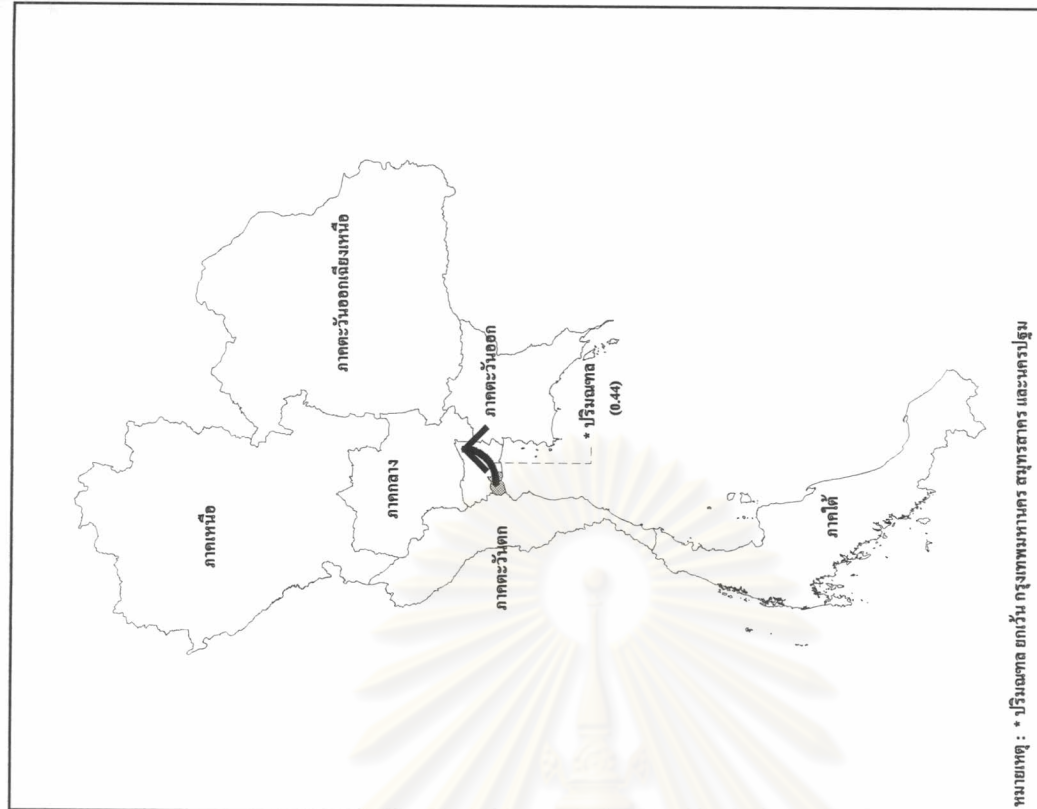 ภาคเหนือ
ภาคตะวันออกเฉียงเหนือ
ภาคกลาง
ภาคตะวันออก
* ปริมณฑล
(0.44)
ภาคตะวันตก
ภาคใต้
หมายเหตุ : * ปริมณฑล ยกเว้น กรุงเทพมหานคร สมุทรสาคร และนครปฐม